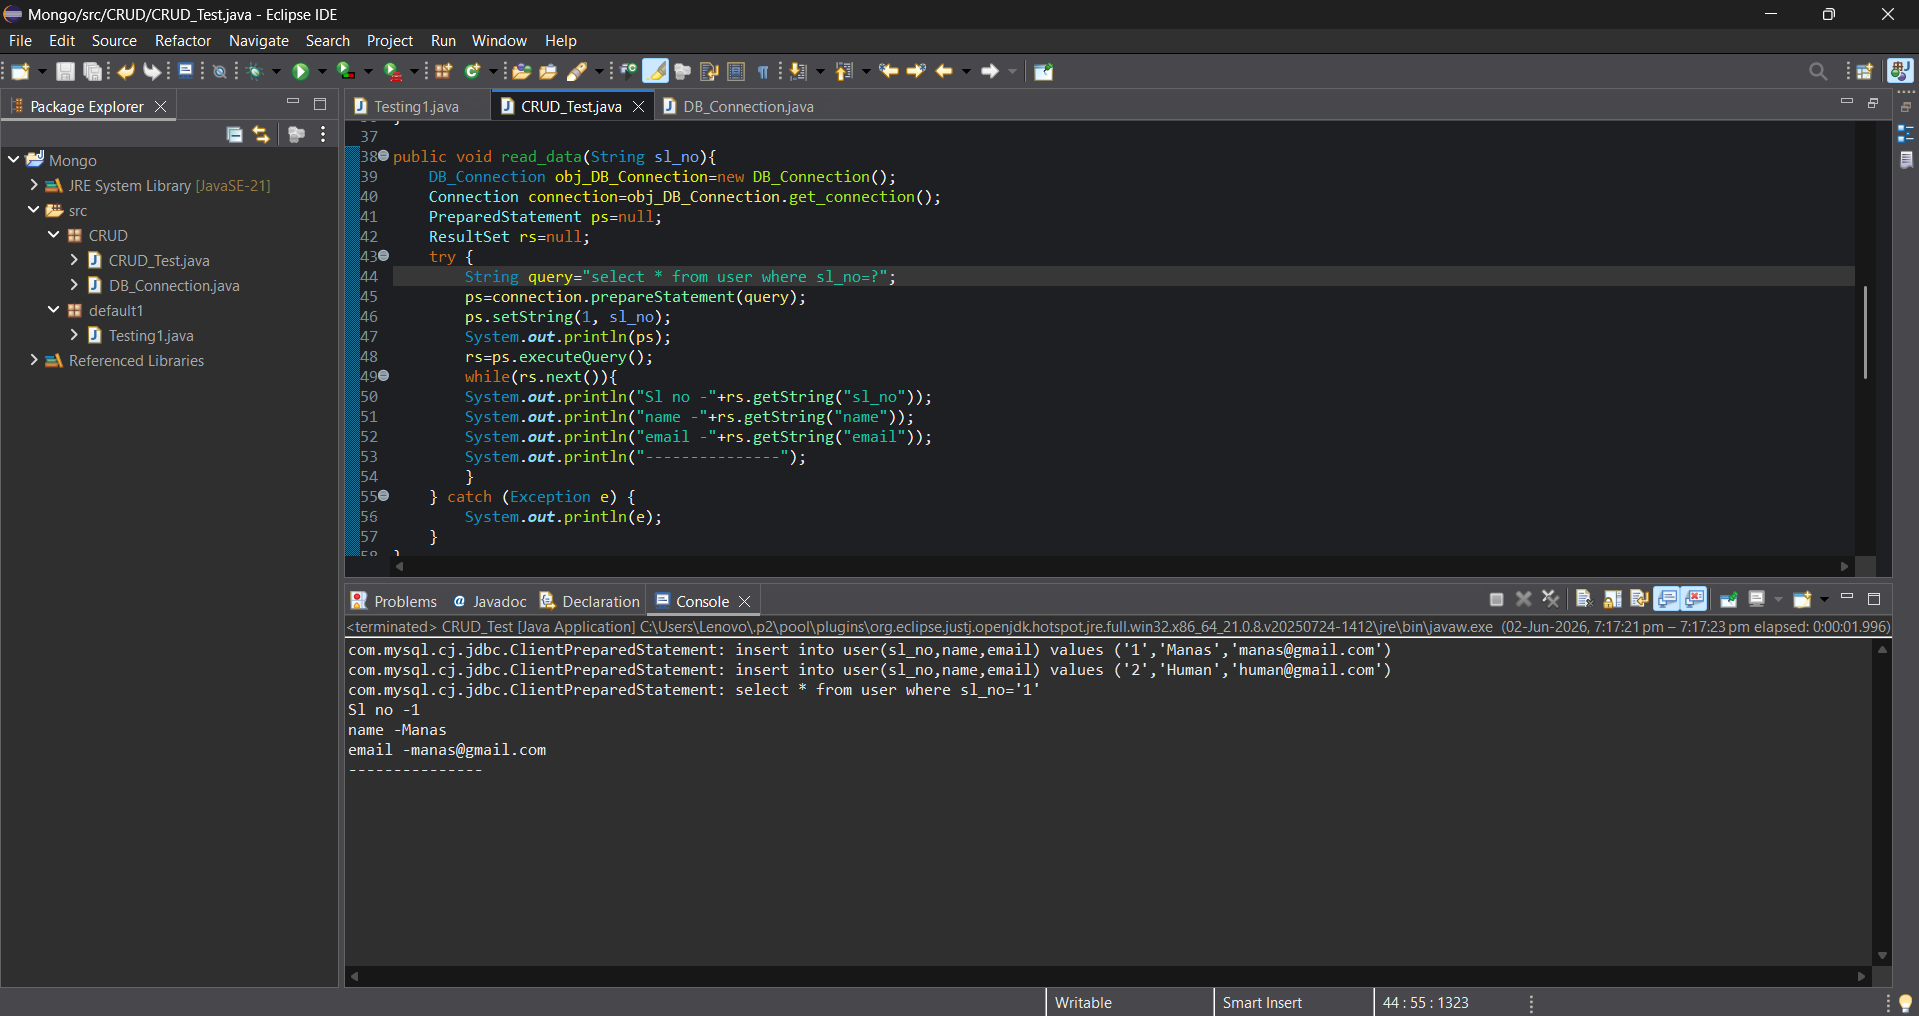 Mongo/src/CRUD/CRUD_Test.java - Eclipse IDE
File Edit Source Refactor Navigate Search Project Run Window Help
Package Explorer
Mongo
JRE System Library [JavaSE-21]
src
CRUD
CRUD_Test.java
DB_Connection.java
default1
Testing1.java
Referenced Libraries
Testing1.java CRUD_Test.java DB_Connection.java
37
38 public void read_data(String sl_no){
39 DB_Connection obj_DB_Connection=new DB_Connection();
40 Connection connection=obj_DB_Connection.get_connection();
41 PreparedStatement ps=null;
42 ResultSet rs=null;
43 try {
44 String query="select * from user where sl_no=?";
45 ps=connection.prepareStatement(query);
46 ps.setString(1, sl_no);
47 System.out.println(ps);
48 rs=ps.executeQuery();
49 while(rs.next()){
50 System.out.println("Sl no -"+rs.getString("sl_no"));
51 System.out.println("name -"+rs.getString("name"));
52 System.out.println("email -"+rs.getString("email"));
53 System.out.println("---------------");
54 }
55 } catch (Exception e) {
56 System.out.println(e);
57 }
58 }
Problems Javadoc Declaration Console
<terminated> CRUD_Test [Java Application] C:\Users\Lenovo\.p2\pool\plugins\org.eclipse.justj.openjdk.hotspot.jre.full.win32.x86_64_21.0.8.v20250724-1412\jre\bin\javaw.exe (02-Jun-2026, 7:17:21 pm – 7:17:23 pm elapsed: 0:00:01.996)
com.mysql.cj.jdbc.ClientPreparedStatement: insert into user(sl_no,name,email) values ('1','Manas','manas@gmail.com')
com.mysql.cj.jdbc.ClientPreparedStatement: insert into user(sl_no,name,email) values ('2','Human','human@gmail.com')
com.mysql.cj.jdbc.ClientPreparedStatement: select * from user where sl_no='1'
Sl no -1
name -Manas
email -manas@gmail.com
---------------
Writable Smart Insert 44 : 55 : 1323